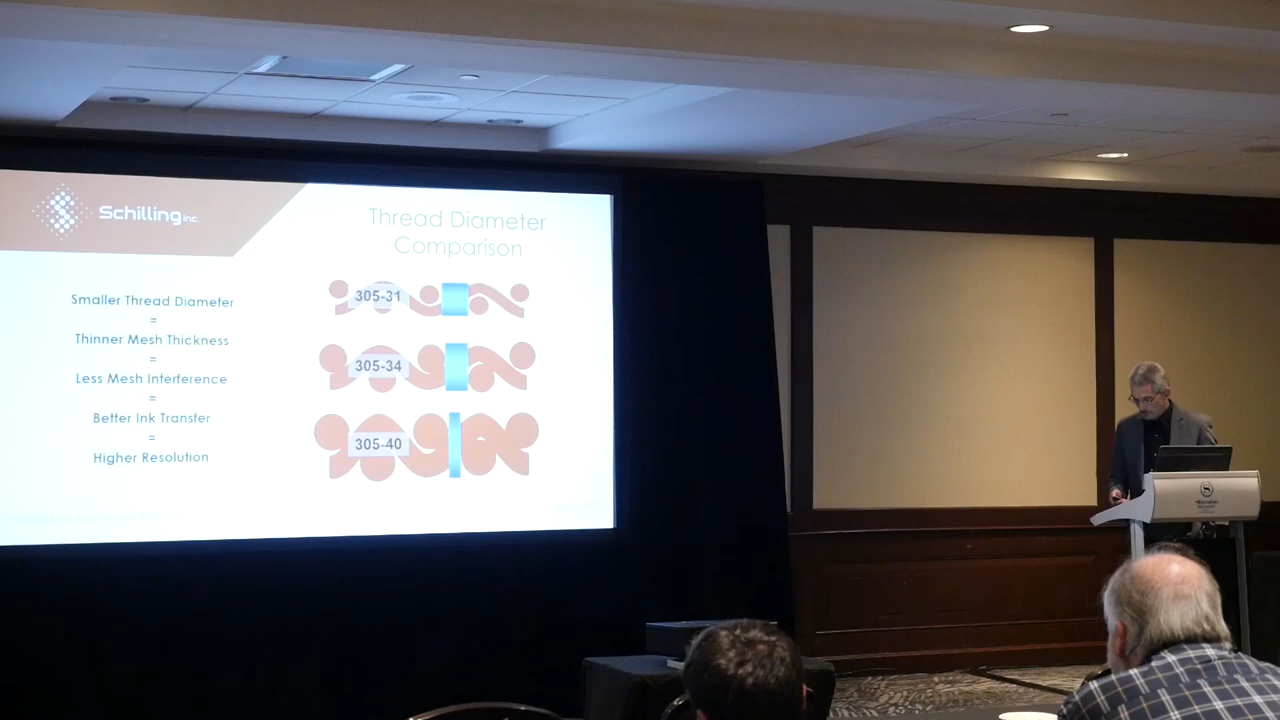 Schilling inc.
Thread Diameter
Comparison
Smaller Thread Diameter
=
Thinner Mesh Thickness
=
Less Mesh Interference
=
Better Ink Transfer
=
Higher Resolution
305-31
305-34
305-40
Sheraton